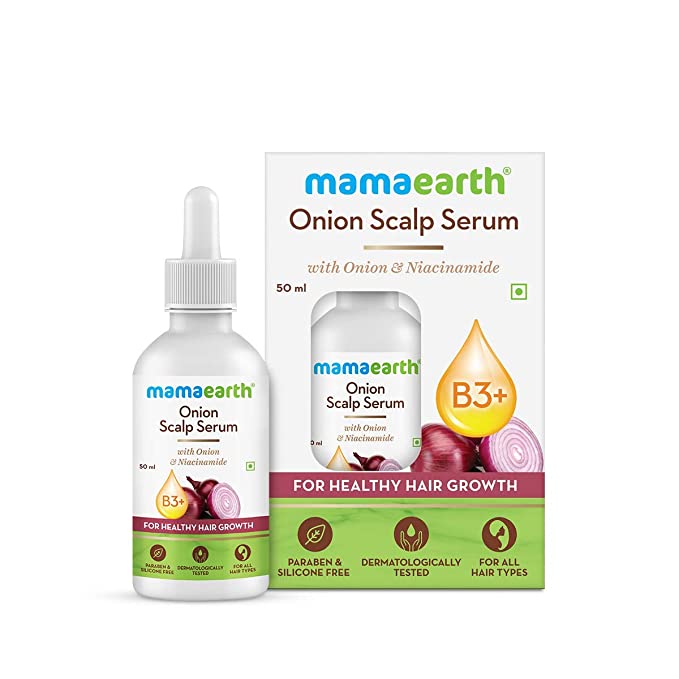 mamaearth®
Onion Scalp Serum
with Onion & Niacinamide
50 ml
B3+
mamaearth®
Onion
Scalp Serum
with Onion
& Niacinamide
0 ml
FOR HEALTHY HAIR GROWTH
PARABEN &
SILICONE FREE
DERMATOLOGICALLY
TESTED
FOR ALL
HAIR TYPES
mamaearth®
Onion
Scalp Serum
with Onion
& Niacinamide
50 ml
B3+
FOR HEALTHY HAIR GROWTH
PARABEN &
SILICONE FREE
DERMATOLOGICALLY
TESTED
FOR ALL
HAIR TYPES